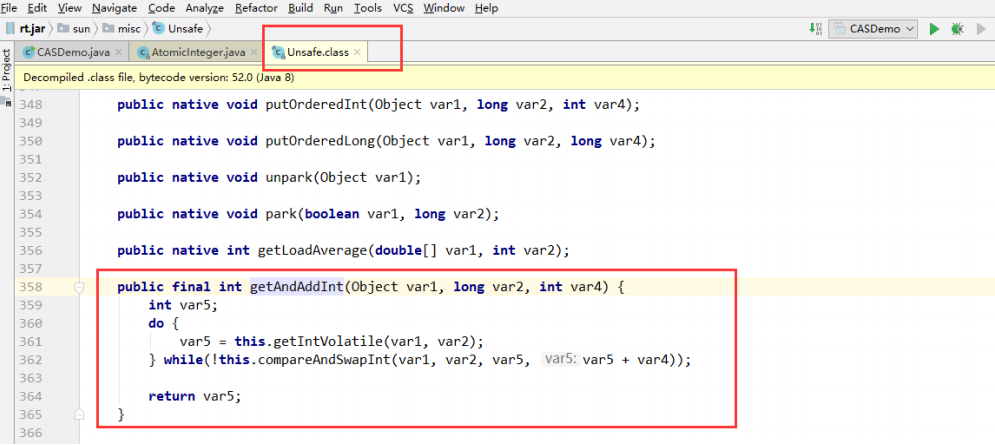 File Edit View Navigate Code Analyze Refactor Build Run Tools VCS Window Help
rt.jar sun misc Unsafe CASDemo
CASDemo.java AtomicInteger.java Unsafe.class
1: Project
Decompiled .class file, bytecode version: 52.0 (Java 8)
348 public native void putOrderedInt(Object var1, long var2, int var4);
349
350 public native void putOrderedLong(Object var1, long var2, long var4);
351
352 public native void unpark(Object var1);
353
354 public native void park(boolean var1, long var2);
355
356 public native int getLoadAverage(double[] var1, int var2);
357
358 public final int getAndAddInt(Object var1, long var2, int var4) {
359 int var5;
360 do {
361 var5 = this.getIntVolatile(var1, var2);
362 } while(!this.compareAndSwapInt(var1, var2, var5, var5: var5 + var4));
363
364 return var5;
365 }
366